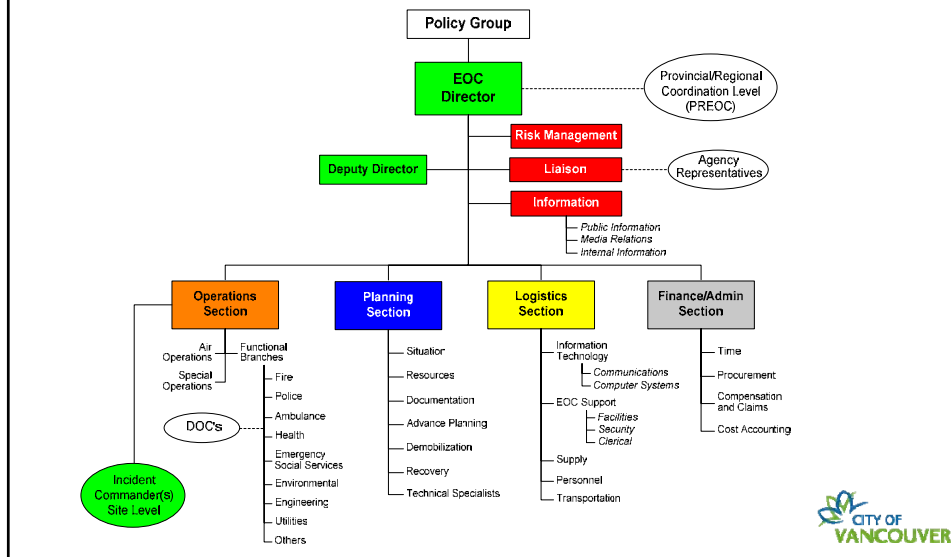 Policy Group
EOC
Director
Provincial/Regional
Coordination Level
(PREOC)
Risk Management
Deputy Director
Liaison
Agency
Representatives
Information
Public Information
Media Relations
Internal Information
Operations
Section
Planning
Section
Logistics
Section
Finance/Admin
Section
Air
Operations
Functional
Branches
Special
Operations
Fire
Police
Ambulance
DOC's
Health
Emergency
Social Services
Environmental
Engineering
Utilities
Others
Incident
Commander(s)
Site Level
Situation
Resources
Documentation
Advance Planning
Demobilization
Recovery
Technical Specialists
Information
Technology
Communications
Computer Systems
EOC Support
Facilities
Security
Clerical
Supply
Personnel
Transportation
Time
Procurement
Compensation
and Claims
Cost Accounting
CITY OF
VANCOUVER